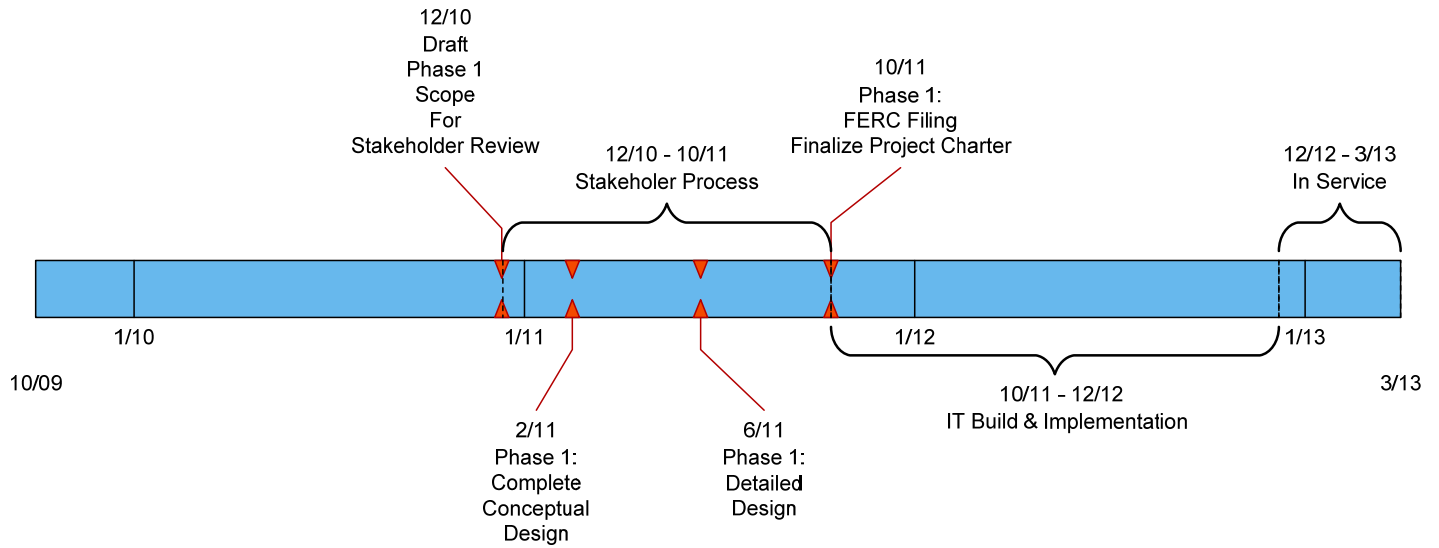 12/10
Draft
Phase 1
Scope
For
Stakeholder Review
12/10 - 10/11
Stakeholer Process
10/11
Phase 1:
FERC Filing
Finalize Project Charter
12/12 - 3/13
In Service
1/10
1/11
1/12
1/13
10/09
3/13
2/11
Phase 1:
Complete
Conceptual
Design
6/11
Phase 1:
Detailed
Design
10/11 - 12/12
IT Build & Implementation